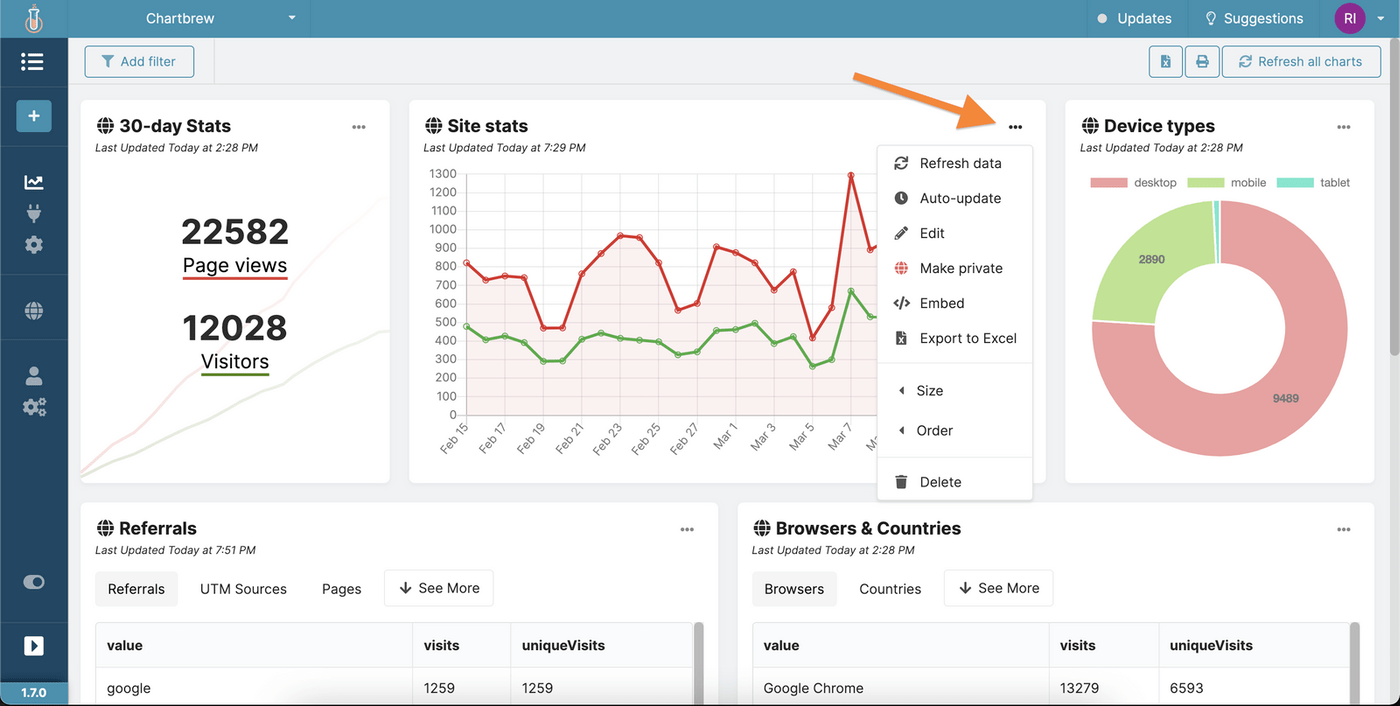 Chartbrew
Updates
Suggestions
RI
Add filter
Refresh all charts
30-day Stats
Last Updated Today at 2:28 PM
22582
Page views
12028
Visitors
Site stats
Last Updated Today at 7:29 PM
1300
1200
1100
1000
900
800
700
600
500
400
300
200
100
0
Feb 15
Feb 17
Feb 19
Feb 21
Feb 23
Feb 25
Feb 27
Mar 1
Mar 3
Mar 5
Mar 7
Refresh data
Auto-update
Edit
Make private
Embed
Export to Excel
Size
Order
Delete
Device types
Last Updated Today at 2:28 PM
desktop mobile tablet
2890
9489
Referrals
Last Updated Today at 7:51 PM
Referrals UTM Sources Pages See More
value visits uniqueVisits
google 1259 1259
Browsers & Countries
Last Updated Today at 2:28 PM
Browsers Countries See More
value visits uniqueVisits
Google Chrome 13279 6593
1.7.0